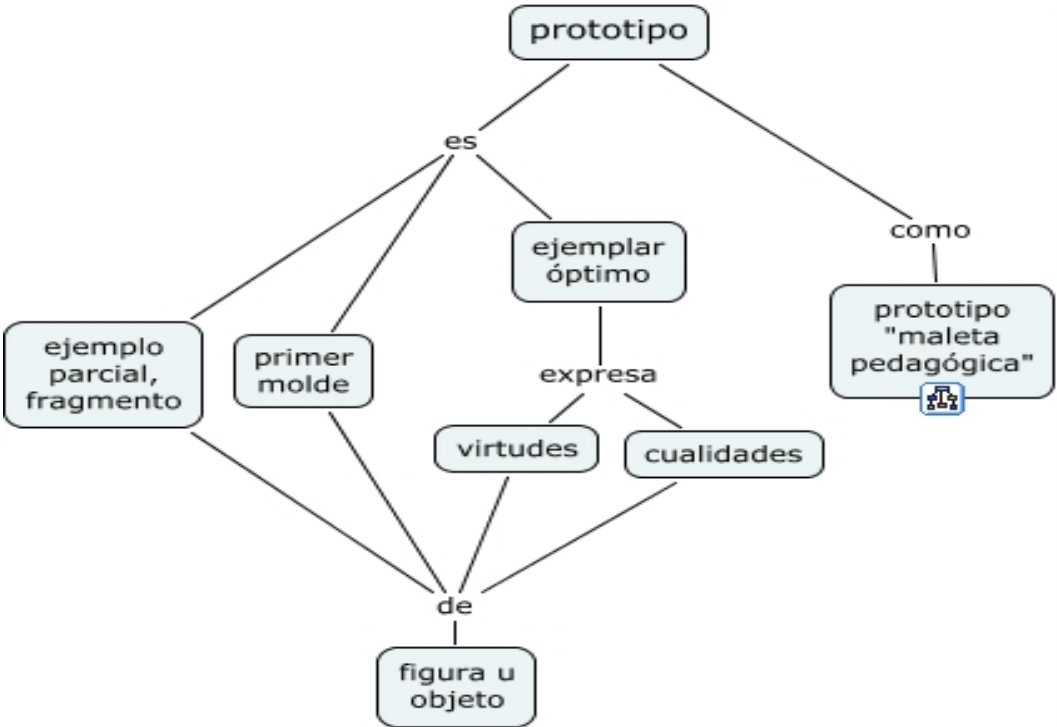 prototipo
es
como
ejemplar
óptimo
prototipo
"maleta
pedagógica"
ejemplo
parcial,
fragmento
primer
molde
expresa
virtudes
cualidades
de
figura u
objeto